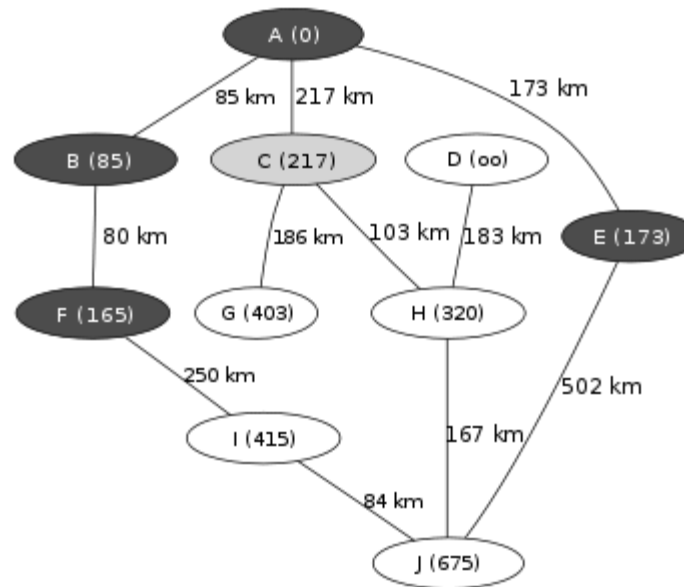 A (0)
85 km
217 km
173 km
B (85)
C (217)
D (oo)
80 km
186 km
103 km
183 km
E (173)
F (165)
G (403)
H (320)
250 km
502 km
I (415)
167 km
84 km
J (675)